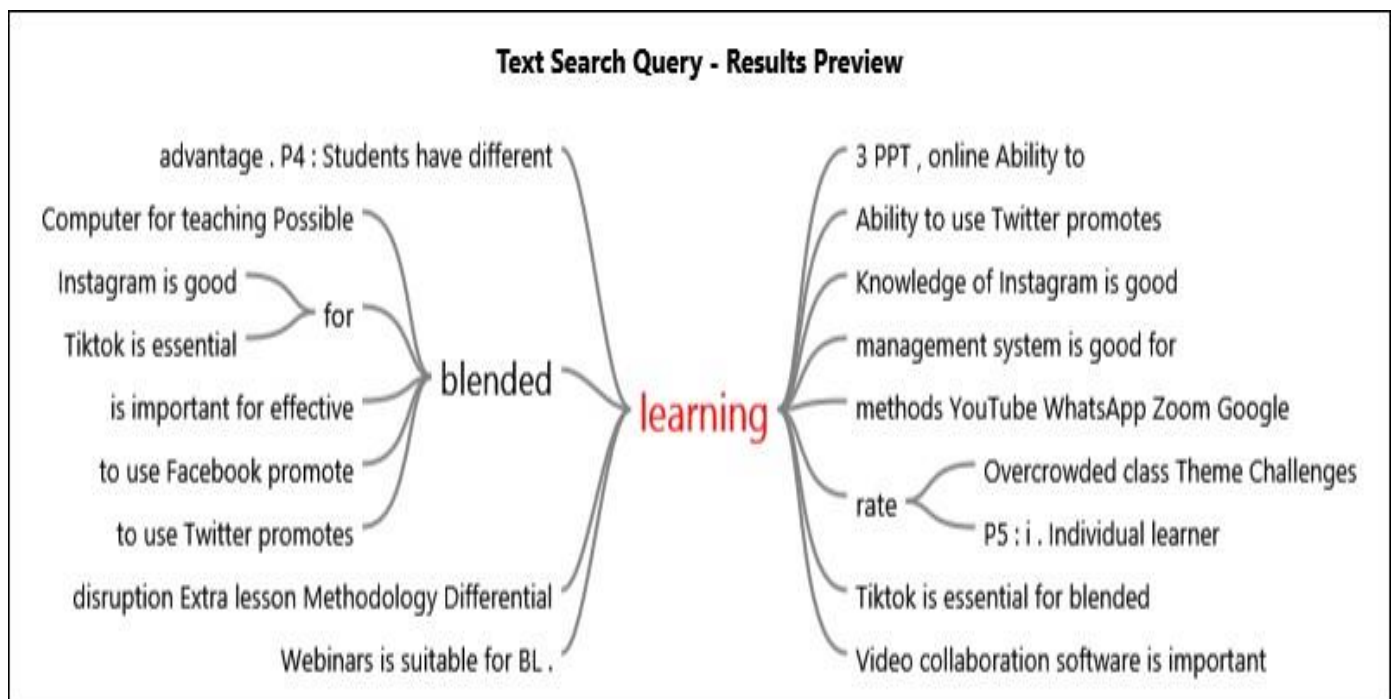 Text Search Query - Results Preview
advantage . P4 : Students have different
Computer for teaching Possible
Instagram is good
for
Tiktok is essential
is important for effective
to use Facebook promote
to use Twitter promotes
blended
disruption Extra lesson Methodology Differential
Webinars is suitable for BL .
learning
3 PPT , online Ability to
Ability to use Twitter promotes
Knowledge of Instagram is good
management system is good for
methods YouTube WhatsApp Zoom Google
rate
Overcrowded class Theme Challenges
P5 : i . Individual learner
Tiktok is essential for blended
Video collaboration software is important